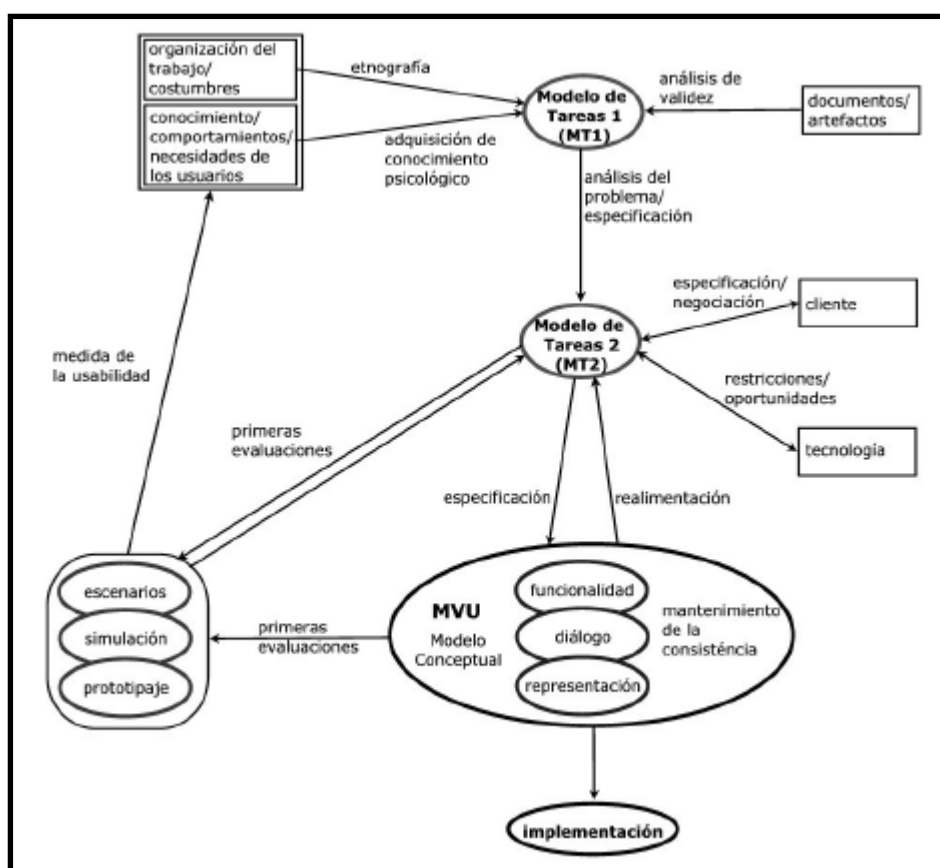 organización del
trabajo/
costumbres
conocimiento/
comportamientos/
necesidades de
los usuarios
etnografía
adquisición de
conocimiento
psicológico
Modelo de
Tareas 1
(MT1)
análisis de
validez
documentos/
artefactos
análisis del
problema/
especificación
especificación/
negociación
cliente
Modelo de
Tareas 2
(MT2)
restricciones/
oportunidades
tecnología
medida de
la usabilidad
primeras
evaluaciones
especificación
realimentación
escenarios
simulación
prototipaje
primeras
evaluaciones
MVU
Modelo
Conceptual
funcionalidad
diálogo
representación
mantenimiento
de la
consisténcia
implementación